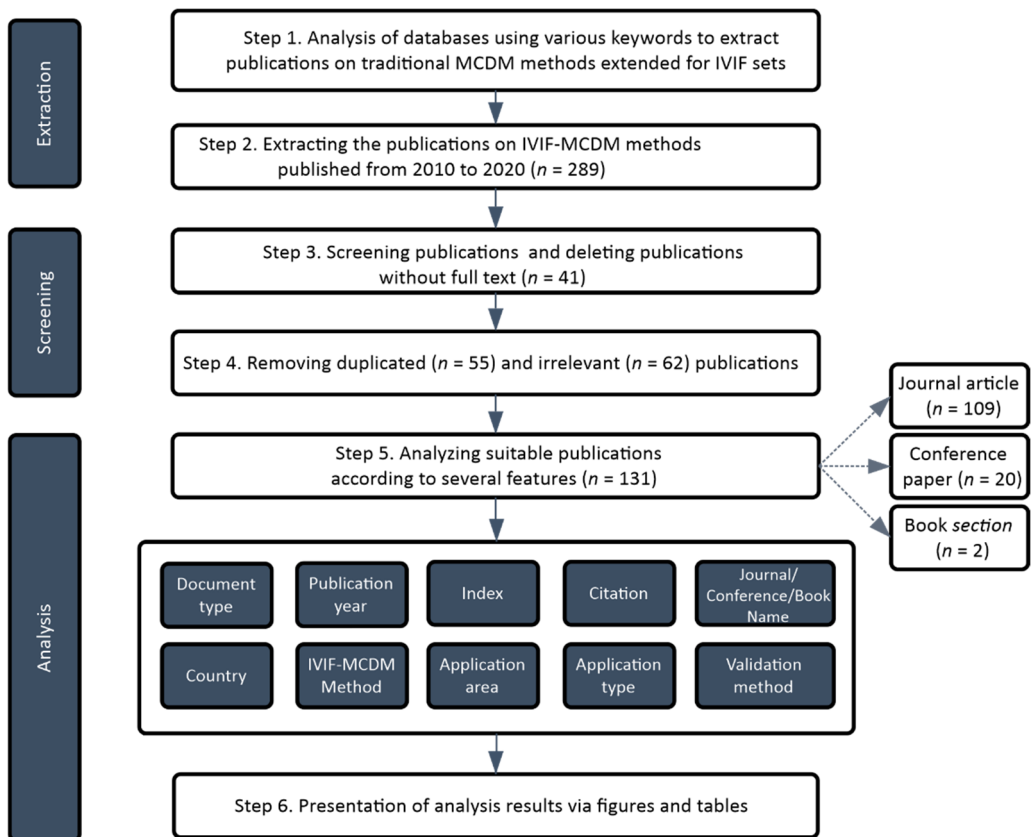 Extraction
Step 1. Analysis of databases using various keywords to extract
publications on traditional MCDM methods extended for IVIF sets
Step 2. Extracting the publications on IVIF-MCDM methods
published from 2010 to 2020 (n = 289)
Screening
Step 3. Screening publications and deleting publications
without full text (n = 41)
Step 4. Removing duplicated (n = 55) and irrelevant (n = 62) publications
Analysis
Step 5. Analyzing suitable publications
according to several features (n = 131)
Journal article
(n = 109)
Conference
paper (n = 20)
Book section
(n = 2)
Document
type
Publication
year
Index
Citation
Journal/
Conference/Book
Name
Country
IVIF-MCDM
Method
Application
area
Application
type
Validation
method
Step 6. Presentation of analysis results via figures and tables